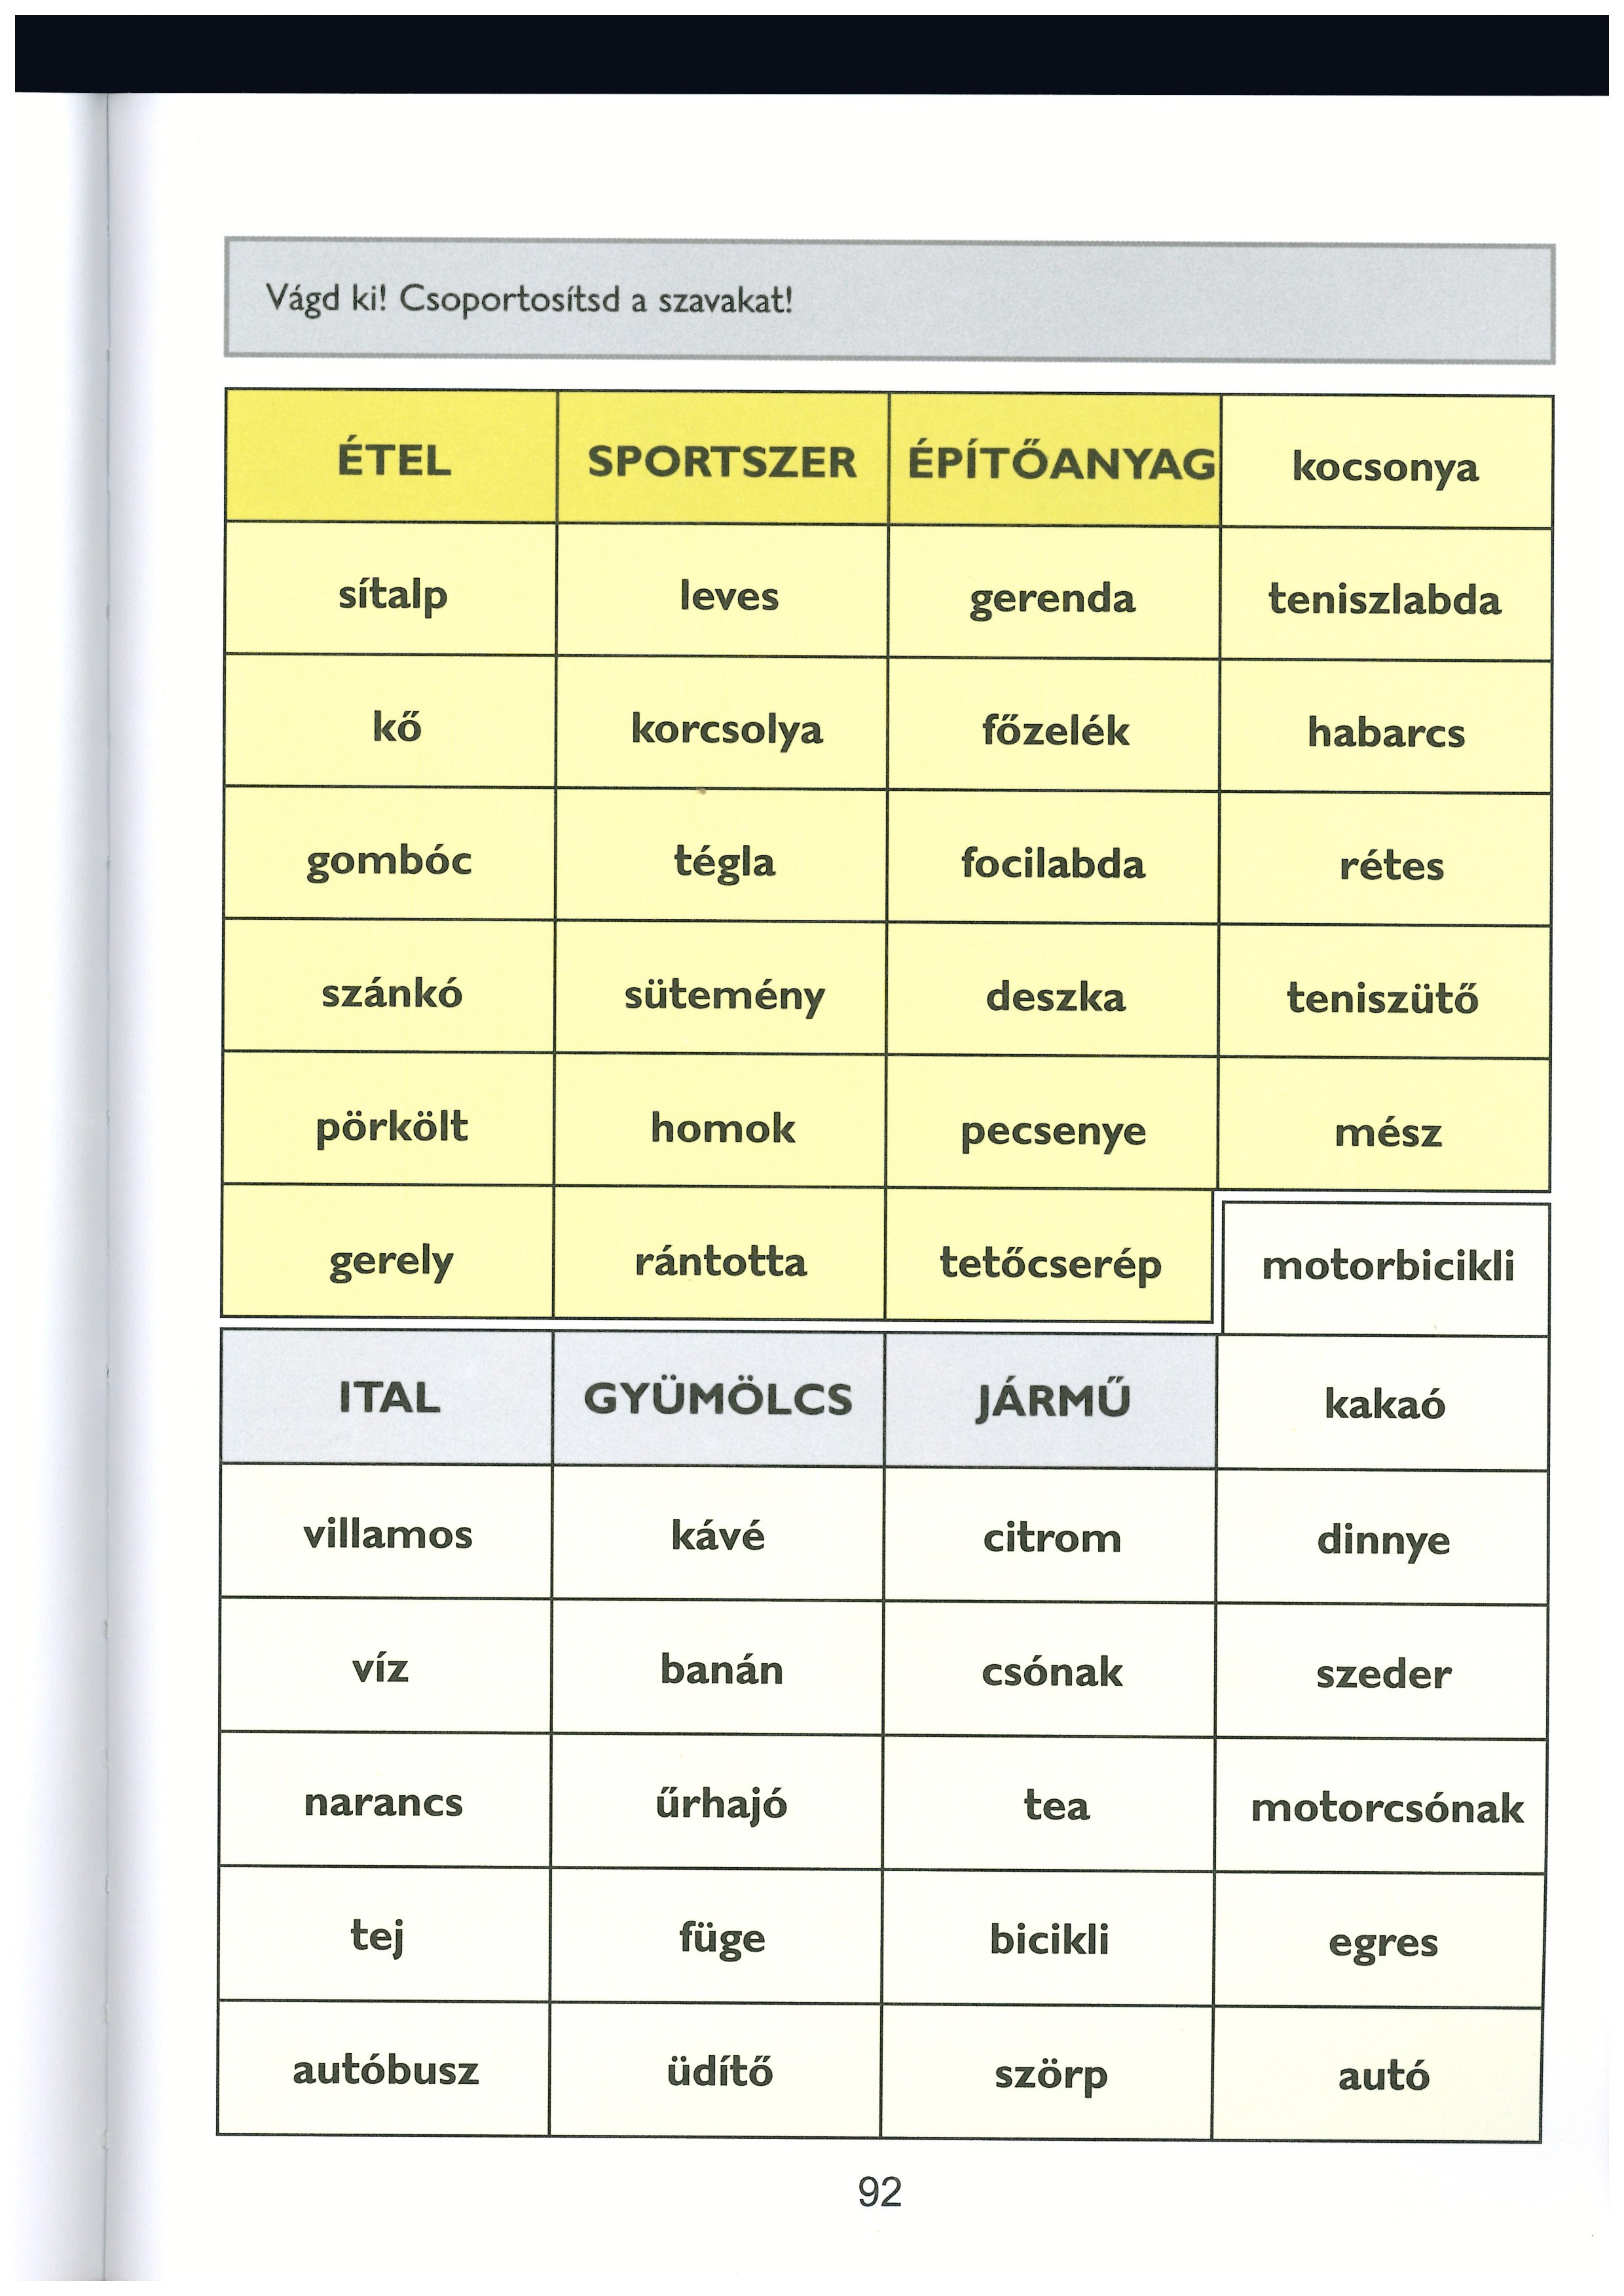 Vágd ki! Csoportosítsd a szavakat!
ÉTEL SPORTSZER ÉPÍTŐANYAG kocsonya
sítalp leves gerenda teniszlabda
kő korcsolya főzelék habarcs
gombóc tégla focilabda rétes
szánkó sütemény deszka teniszütő
pörkölt homok pecsenye mész
gerely rántotta tetőcserép motorbicikli
ITAL GYÜMÖLCS JÁRMŰ kakaó
villamos kávé citrom dinnye
víz banán csónak szeder
narancs űrhajó tea motorcsónak
tej füge bicikli egres
autóbusz üdítő szörp autó
92